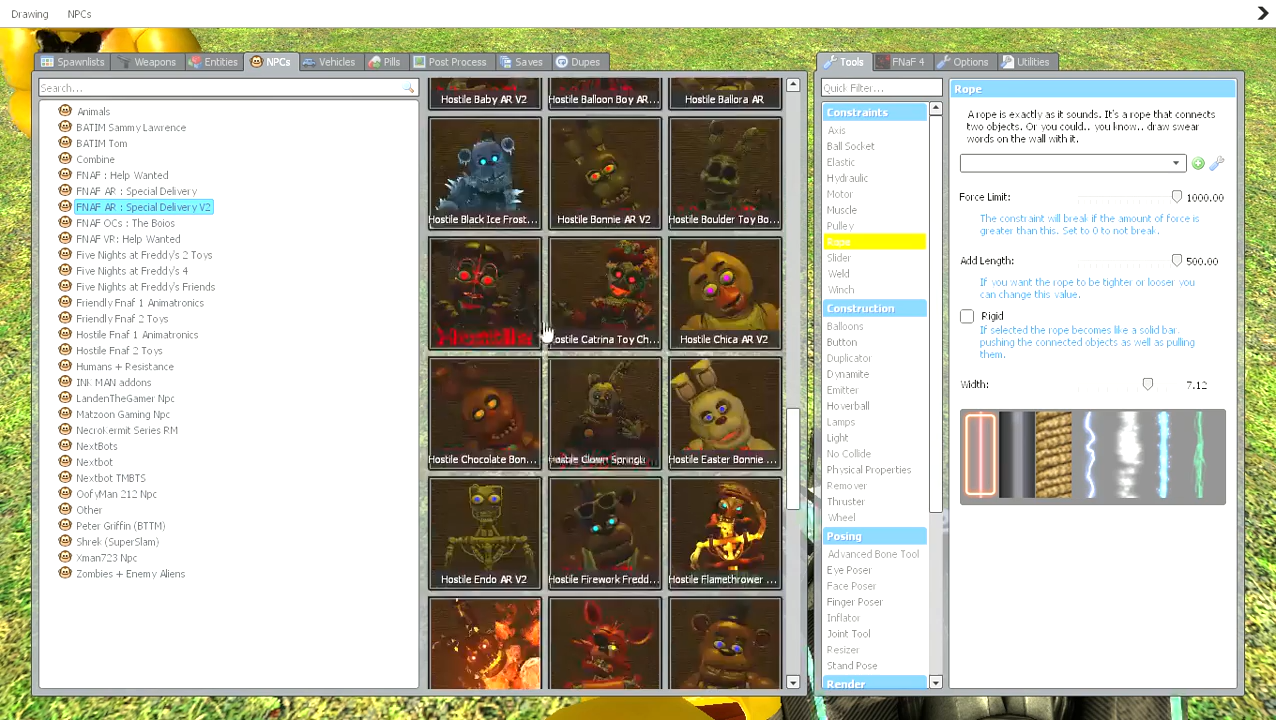 Drawing NPCs
Spawnlists Weapons Entities NPCs Vehicles Pills Post Process Saves Dupes
Search...
Animals
BATIM Sammy Lawrence
BATIM Tom
Combine
FNAF : Help Wanted
FNAF AR : Special Delivery
FNAF AR : Special Delivery V2
FNAF OCs : The Boios
FNAF VR: Help Wanted
Five Nights at Freddy's 2 Toys
Five Nights at Freddy's 4
Five Nights at Freddy's Friends
Friendly Fnaf 1 Animatronics
Friendly Fnaf 2 Toys
Hostile Fnaf 1 Animatronics
Hostile Fnaf 2 Toys
Humans + Resistance
INK MAN addons
LandenTheGamer Npc
Matzoon Gaming Npc
Necrokermit Series RM
NextBots
Nextbot
Nextbot TMBTS
OofyMan 212 Npc
Other
Peter Griffin (BTTM)
Shrek (SuperSlam)
Xman723 Npc
Zombies + Enemy Aliens
Hostile Baby AR V2 Hostile Balloon Boy AR... Hostile Ballora AR
Hostile Black Ice Frost... Hostile Bonnie AR V2 Hostile Boulder Toy Bo...
Hostile Hostile Catrina Toy Ch... Hostile Chica AR V2
Hostile Chocolate Bon... Hostile Clown Springt... Hostile Easter Bonnie ...
Hostile Endo AR V2 Hostile Firework Fredd... Hostile Flamethrower ...
Tools FNaF 4 Options Utilities
Quick Filter...
Constraints
Axis
Ball Socket
Elastic
Hydraulic
Motor
Muscle
Pulley
Rope
Slider
Weld
Winch
Construction
Balloons
Button
Duplicator
Dynamite
Emitter
Hoverball
Lamps
Light
No Collide
Physical Properties
Remover
Thruster
Wheel
Posing
Advanced Bone Tool
Eye Poser
Face Poser
Finger Poser
Inflator
Joint Tool
Resizer
Stand Pose
Render
Rope
A rope is exactly as it sounds. It's a rope that connects
two objects. Or you could.. you know.. draw swear
words on the wall with it.
Force Limit: 1000.00
The constraint will break if the amount of force is
greater than this. Set to 0 to not break.
Add Length: 500.00
If you want the rope to be tighter or looser you
can change this value.
Rigid
If selected the rope becomes like a solid bar,
pushing the connected objects as well as pulling
them.
Width: 7.12